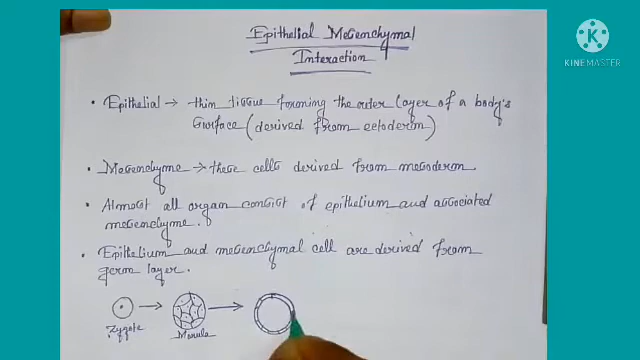 Epithelial Mesenchymal
Interaction
KINEMASTER
• Epithelial → thin tissue forming the outer layer of a body's
surface (derived from ectoderm)
• Mesenchyme → these cells derived from mesoderm.
• Almost all organ consist of epithelium and associated
mesenchyme.
• Epithelium and mesenchymal cell are derived from
germ layer.
Zygote
Morula